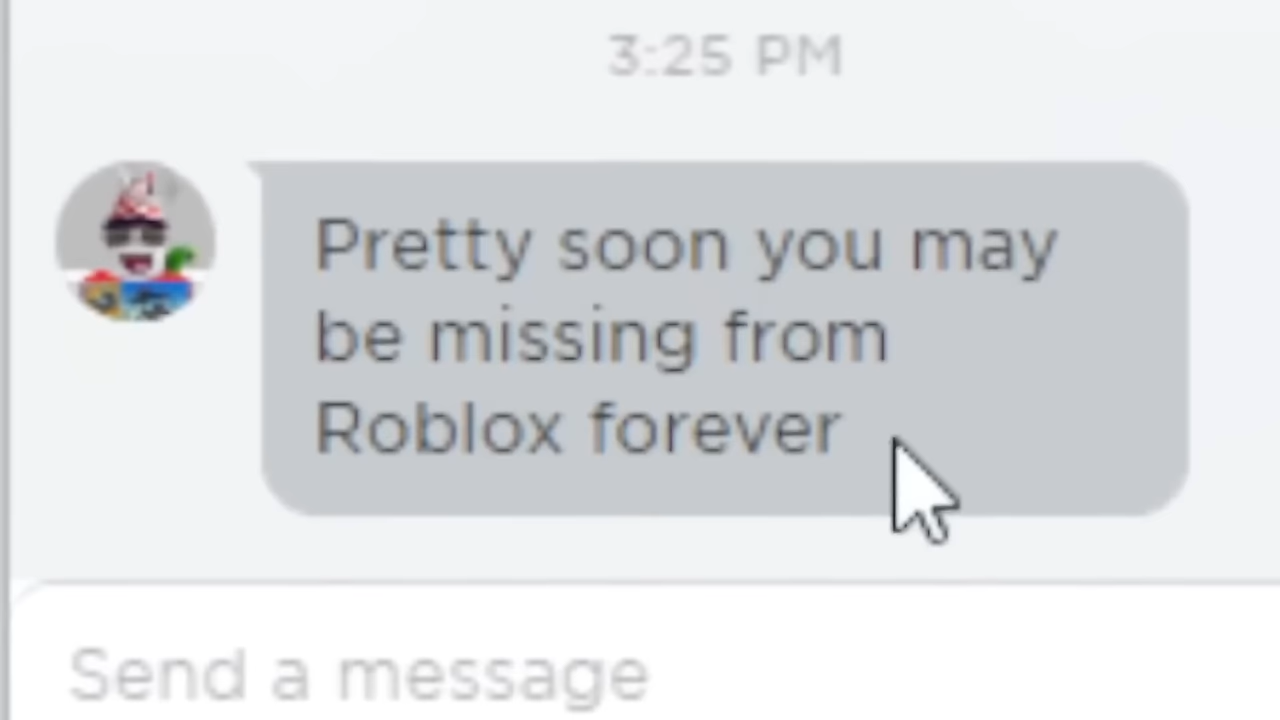 3:25 PM
Pretty soon you may
be missing from
Roblox forever
Send a message